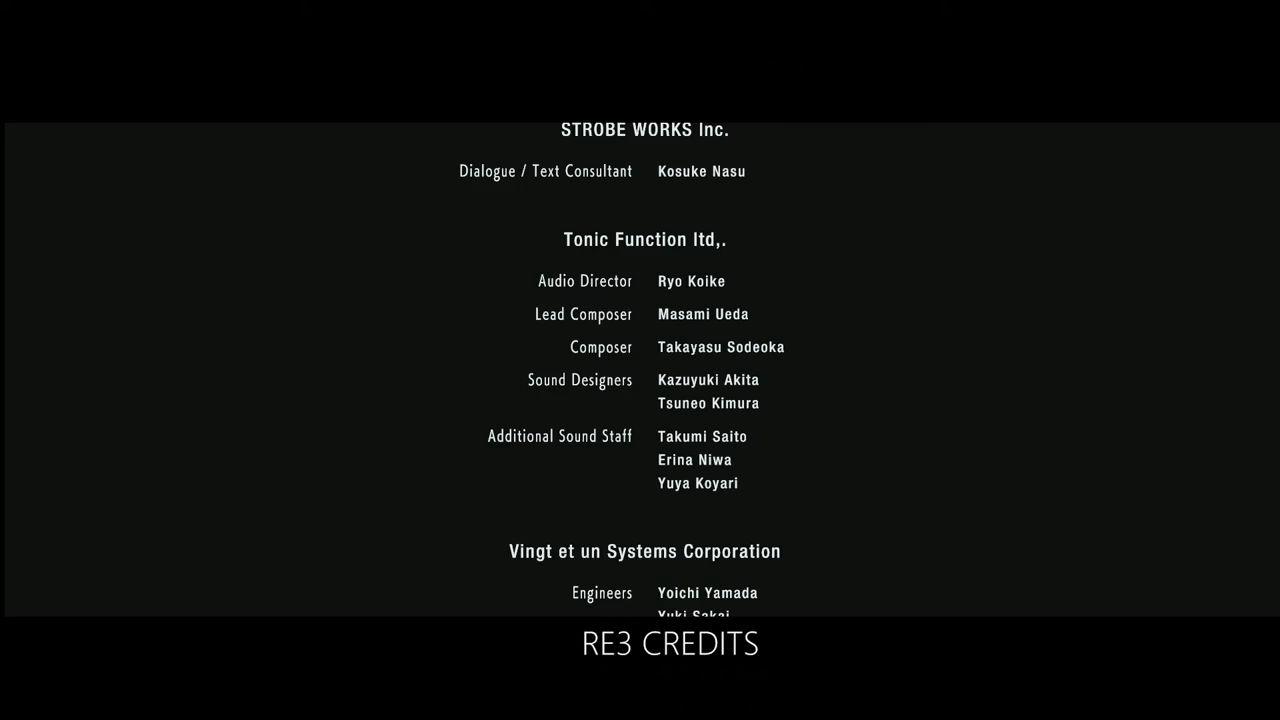 STROBE WORKS Inc.
Dialogue / Text Consultant Kosuke Nasu
Tonic Function ltd,.
Audio Director Ryo Koike
Lead Composer Masami Ueda
Composer Takayasu Sodeoka
Sound Designers Kazuyuki Akita
Tsuneo Kimura
Additional Sound Staff Takumi Saito
Erina Niwa
Yuya Koyari
Vingt et un Systems Corporation
Engineers Yoichi Yamada
Yuki Sakai
RE3 CREDITS